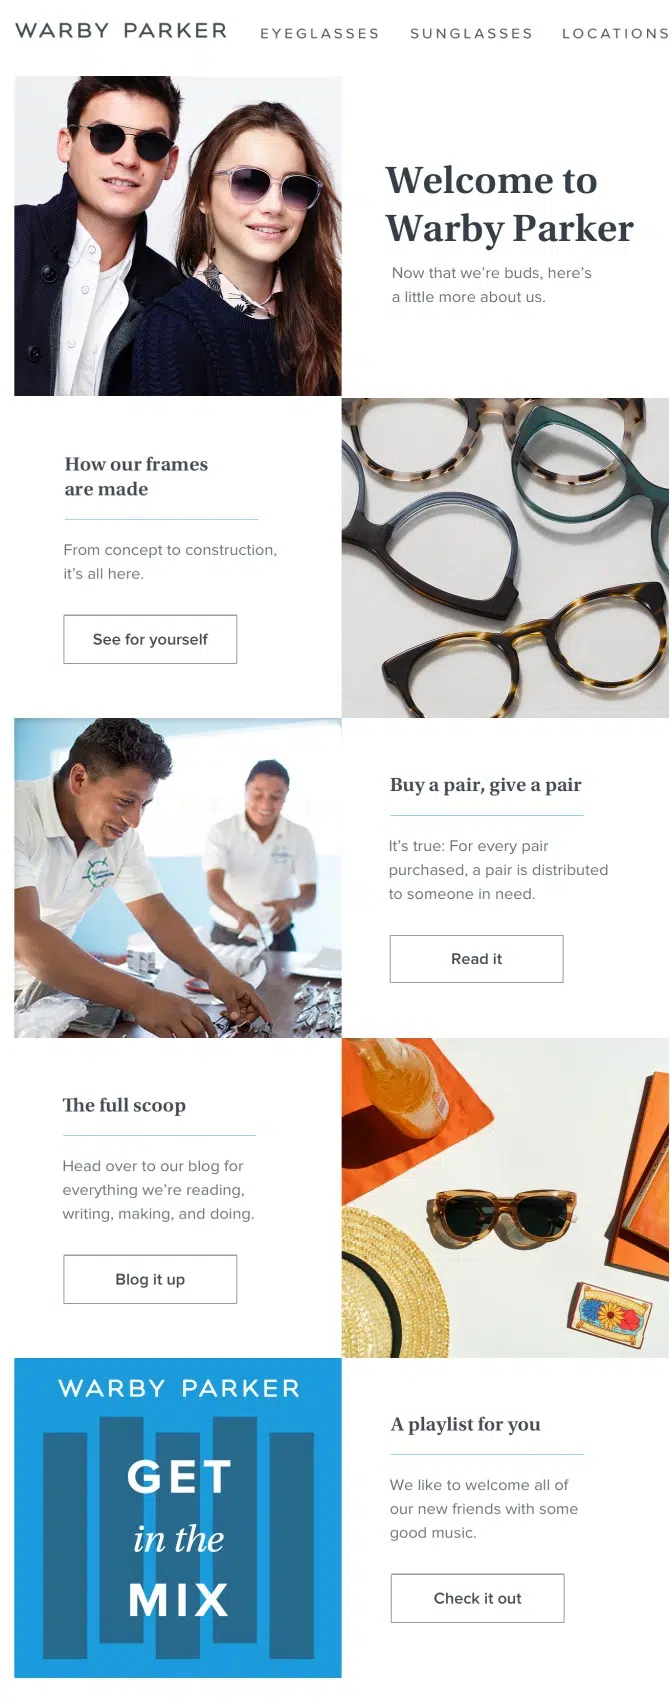 WARBY PARKER EYEGLASSES SUNGLASSES LOCATIONS
Welcome to
Warby Parker
Now that we're buds, here's
a little more about us.
How our frames
are made
From concept to construction,
it's all here.
See for yourself
Buy a pair, give a pair
It's true: For every pair
purchased, a pair is distributed
to someone in need.
Read it
The full scoop
Head over to our blog for
everything we're reading,
writing, making, and doing.
Blog it up
WARBY PARKER
GET
in the
MIX
A playlist for you
We like to welcome all of
our new friends with some
good music.
Check it out